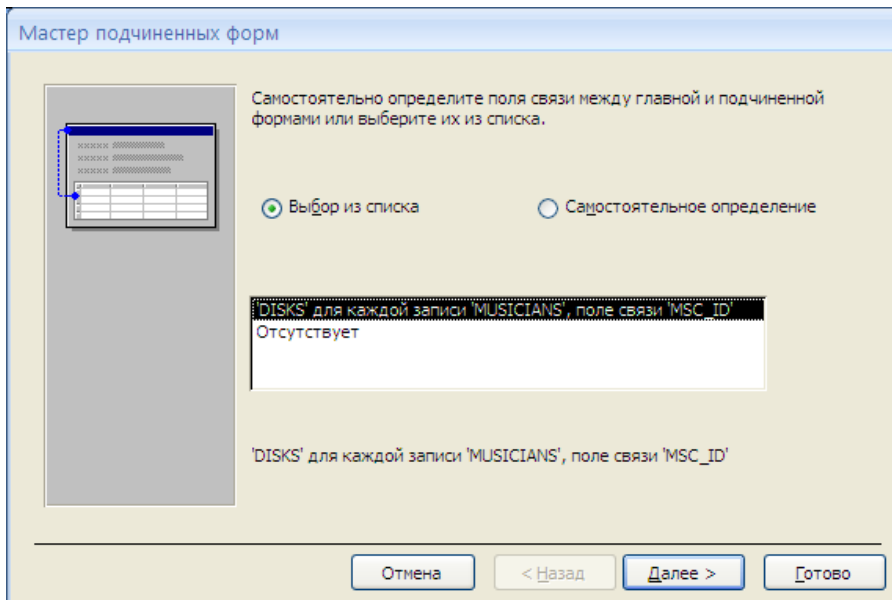 Мастер подчиненных форм
Самостоятельно определите поля связи между главной и подчиненной
формами или выберите их из списка.
Выбор из списка
Самостоятельное определение
'DISKS' для каждой записи 'MUSICIANS', поле связи 'MSC_ID'
Отсутствует
'DISKS' для каждой записи 'MUSICIANS', поле связи 'MSC_ID'
Отмена
< Назад
Далее >
Готово